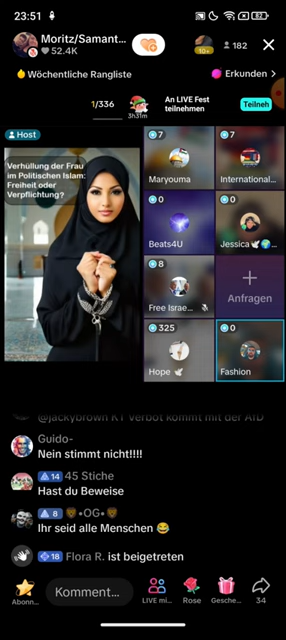 23:51
82
Moritz/Samant...
52.4K
10+
182
Wöchentliche Rangliste
Erkunden >
1/336
3h31m
An LIVE Fest
teilnehmen
Teilneh
Host
Verhüllung der Frau
im Politischen Islam:
Freiheit oder
Verpflichtung?
7
Maryouma
7
International...
0
Beats4U
0
Jessica
8
Free Israe...
+
Anfragen
325
Hope
0
Fashion
@jackybrown KT Verbot kommt mit der AfD
Guido-
Nein stimmt nicht!!!!
14 45 Stiche
Hast du Beweise
8 🦁•OG•🦁
Ihr seid alle Menschen 😂
18 Flora R. ist beigetreten
Abonn...
Komment...
LIVE mi...
Rose
Gesche...
34